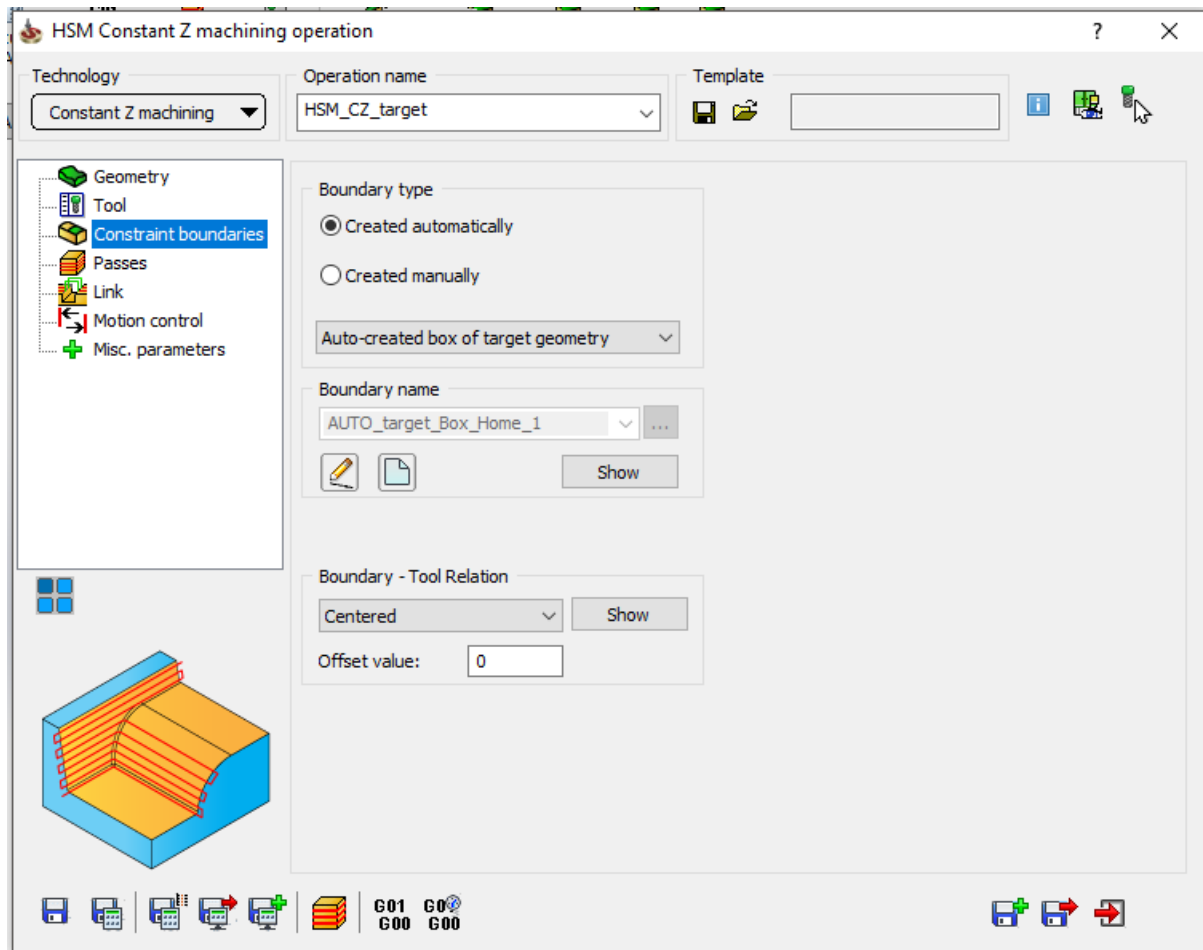 HSM Constant Z machining operation
?
Technology
Operation name
Template
Constant Z machining
HSM_CZ_target
Geometry
Tool
Constraint boundaries
Passes
Link
Motion control
Misc. parameters
Boundary type
Created automatically
Created manually
Auto-created box of target geometry
Boundary name
AUTO_target_Box_Home_1
...
Show
Boundary - Tool Relation
Centered
Show
Offset value:
0
G01 G00
G00 G00